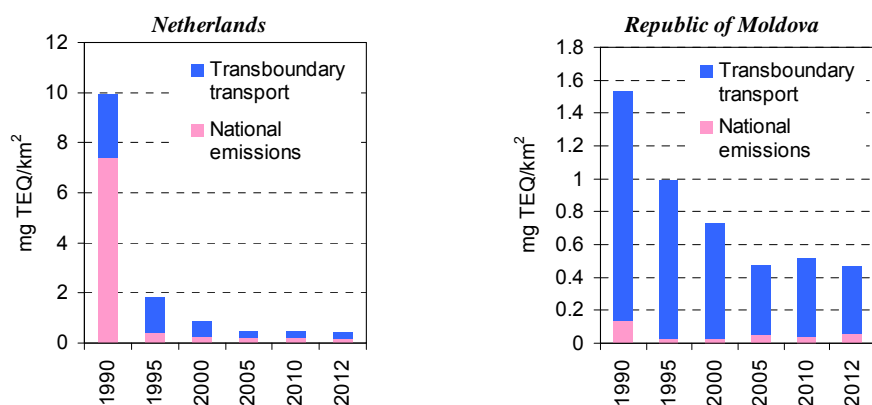 Netherlands
mg TEQ/km2
12
10
8
6
4
2
0
Transboundary
transport
National
emissions
1990
1995
2000
2005
2010
2012
Republic of Moldova
mg TEQ/km2
1.8
1.6
1.4
1.2
1
0.8
0.6
0.4
0.2
0
Transboundary
transport
National
emissions
1990
1995
2000
2005
2010
2012